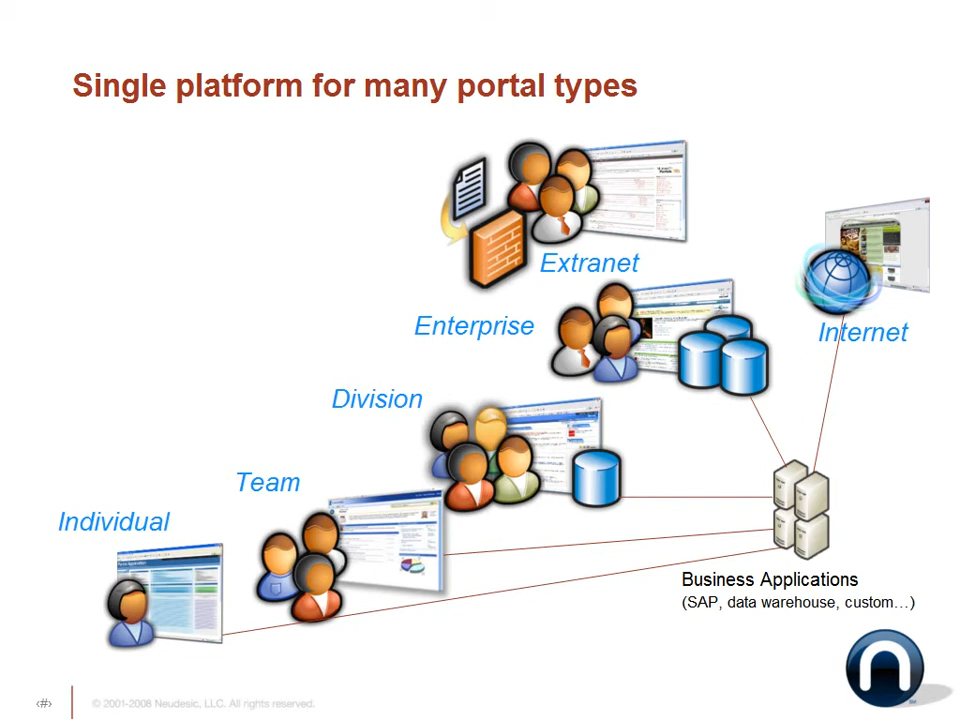 Single platform for many portal types
Extranet
Enterprise
Internet
Division
Team
Individual
Business Applications
(SAP, data warehouse, custom…)
‹#›
© 2001-2008 Neudesic, LLC. All rights reserved.
n
SM